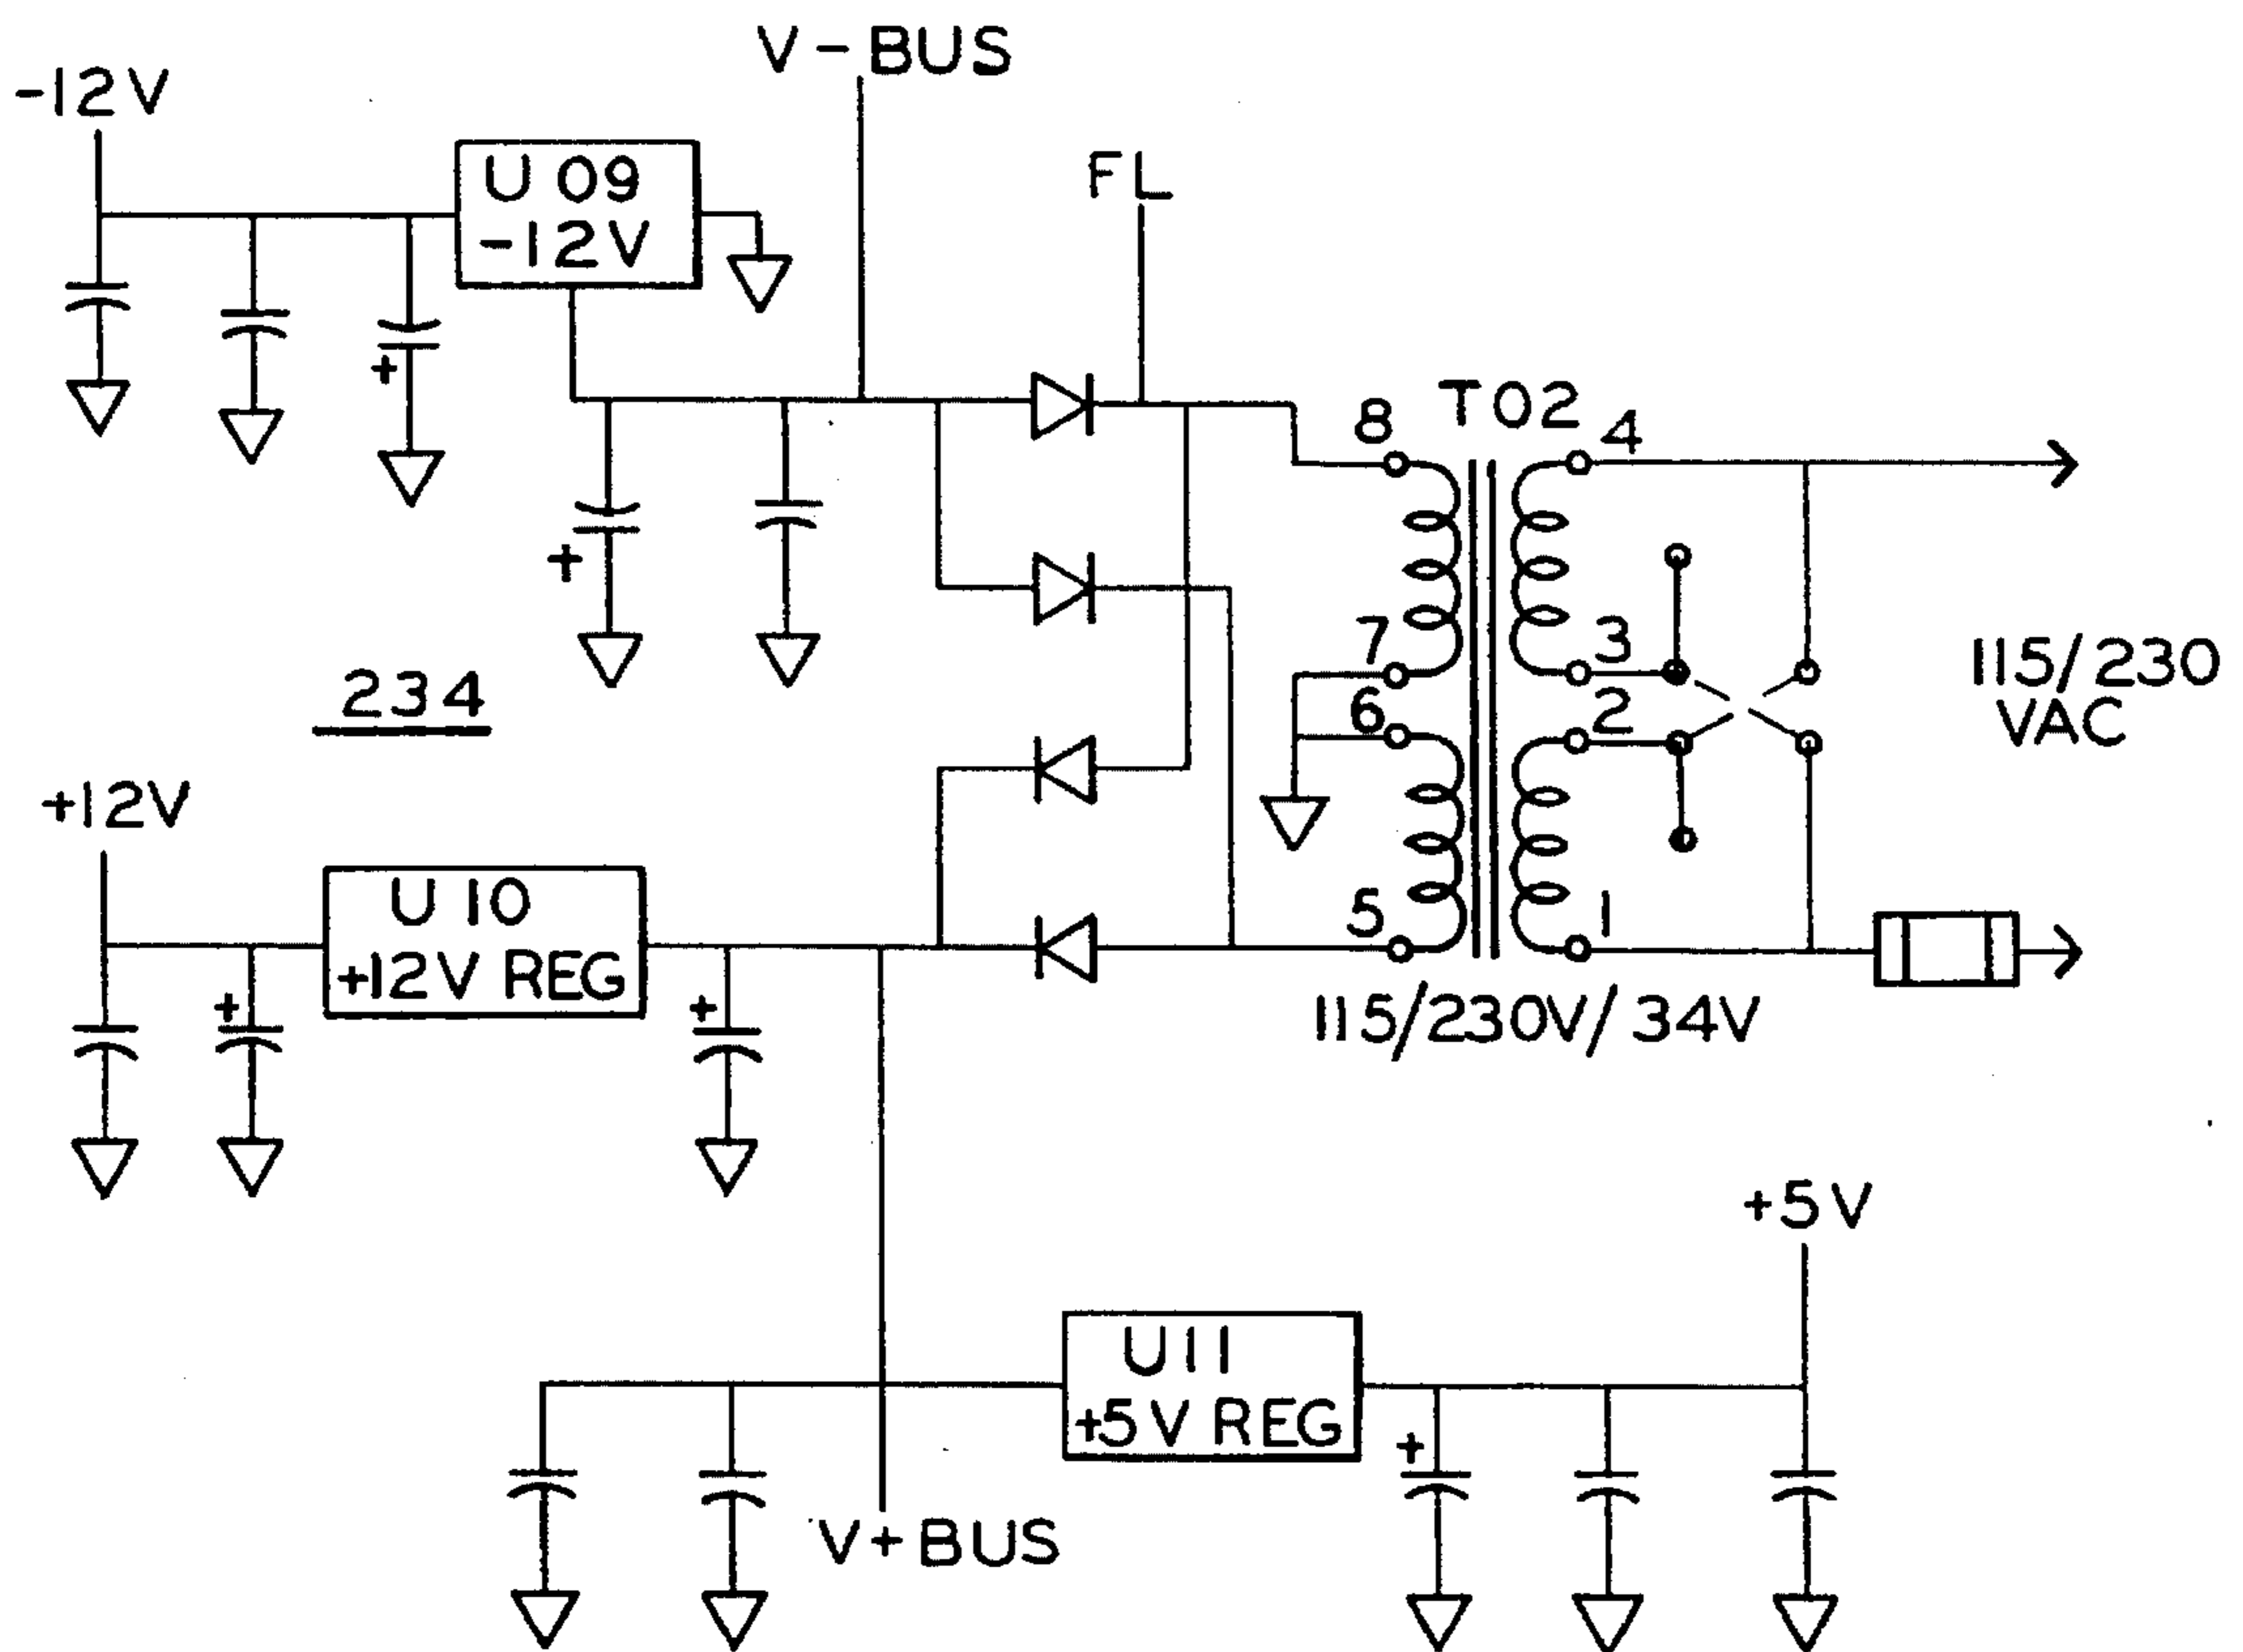 V-BUS
-12V
U 09
-12V
FL
T02
8
4
+
+
7
3
6
2
115/230
VAC
234
+12V
U 10
+12V REG
+
+
5
1
115/230V/34V
+5V
U11
+5V REG
+
V+BUS